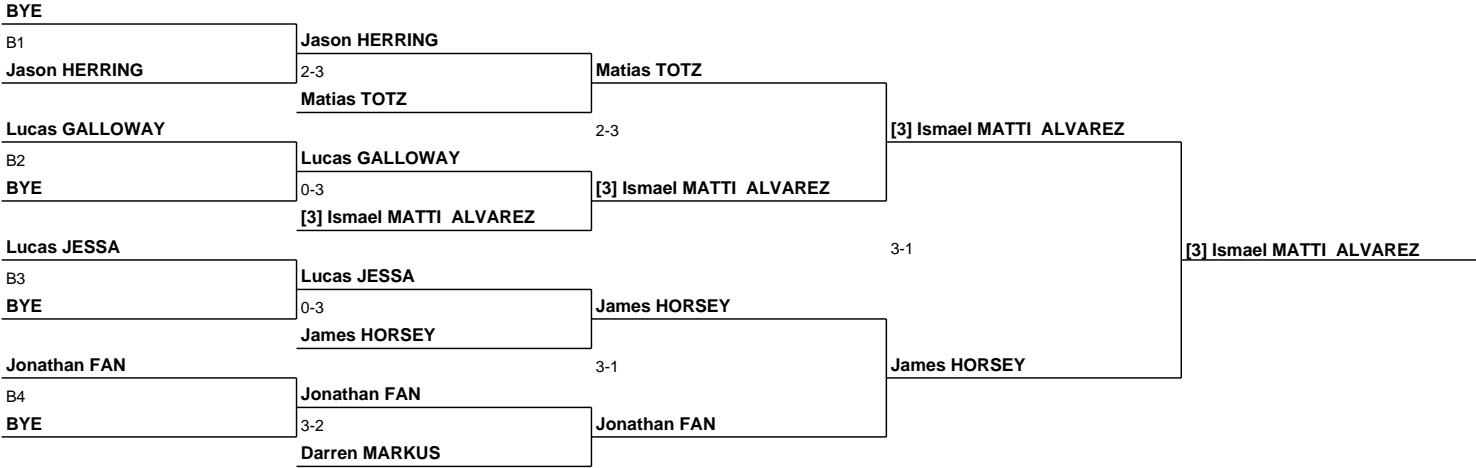 BYE
B1
Jason HERRING
Jason HERRING
2-3
Matias TOTZ
Matias TOTZ
Lucas GALLOWAY
B2
BYE
Lucas GALLOWAY
0-3
[3] Ismael MATTI  ALVAREZ
2-3
[3] Ismael MATTI  ALVAREZ
[3] Ismael MATTI  ALVAREZ
Lucas JESSA
B3
BYE
Lucas JESSA
0-3
James HORSEY
James HORSEY
Jonathan FAN
B4
BYE
Jonathan FAN
3-2
Darren MARKUS
3-1
Jonathan FAN
James HORSEY
3-1
[3] Ismael MATTI  ALVAREZ